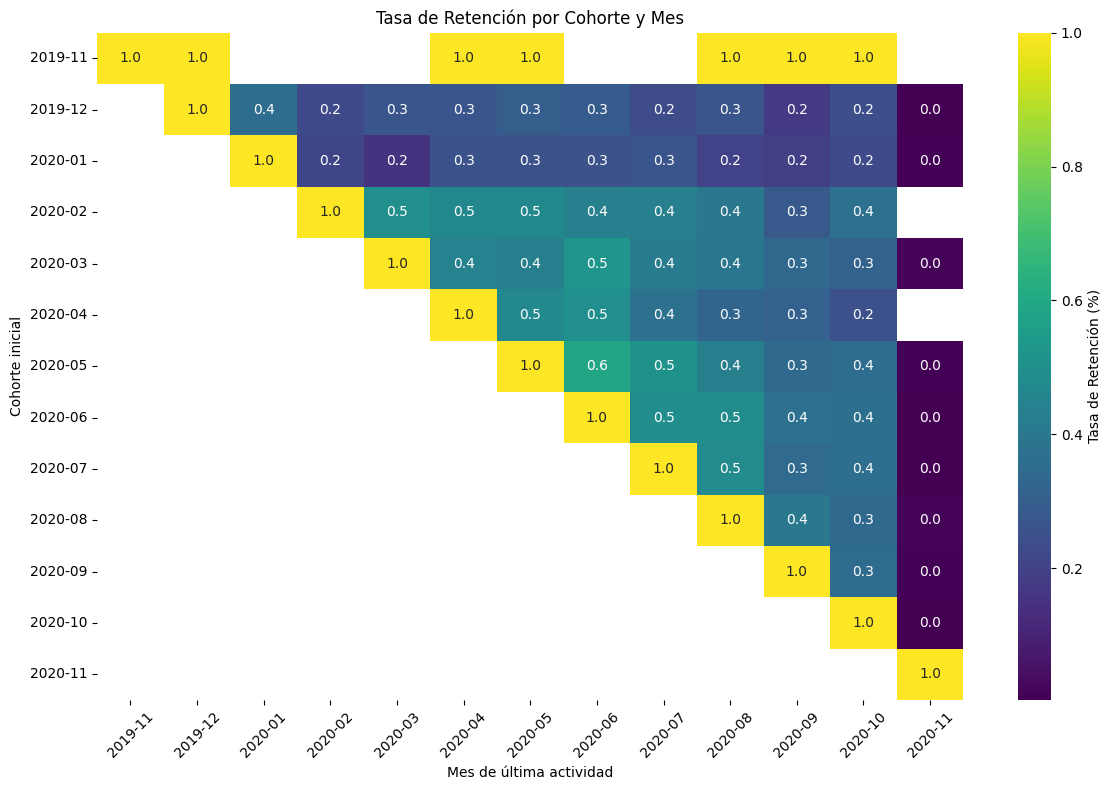 Tasa de Retención por Cohorte y Mes
2019-11 1.0 1.0 1.0 1.0 1.0 1.0 1.0
2019-12 1.0 0.4 0.2 0.3 0.3 0.3 0.3 0.2 0.3 0.2 0.2 0.0
2020-01 1.0 0.2 0.2 0.3 0.3 0.3 0.3 0.2 0.2 0.2 0.0
2020-02 1.0 0.5 0.5 0.5 0.4 0.4 0.4 0.3 0.4
2020-03 1.0 0.4 0.4 0.5 0.4 0.4 0.3 0.3 0.0
2020-04 1.0 0.5 0.5 0.4 0.3 0.3 0.2
2020-05 1.0 0.6 0.5 0.4 0.3 0.4 0.0
2020-06 1.0 0.5 0.5 0.4 0.4 0.0
2020-07 1.0 0.5 0.3 0.4 0.0
2020-08 1.0 0.4 0.3 0.0
2020-09 1.0 0.3 0.0
2020-10 1.0 0.0
2020-11 1.0
2019-11 2019-12 2020-01 2020-02 2020-03 2020-04 2020-05 2020-06 2020-07 2020-08 2020-09 2020-10 2020-11
Mes de última actividad
Cohorte inicial
1.0
0.8
0.6
0.4
0.2
Tasa de Retención (%)